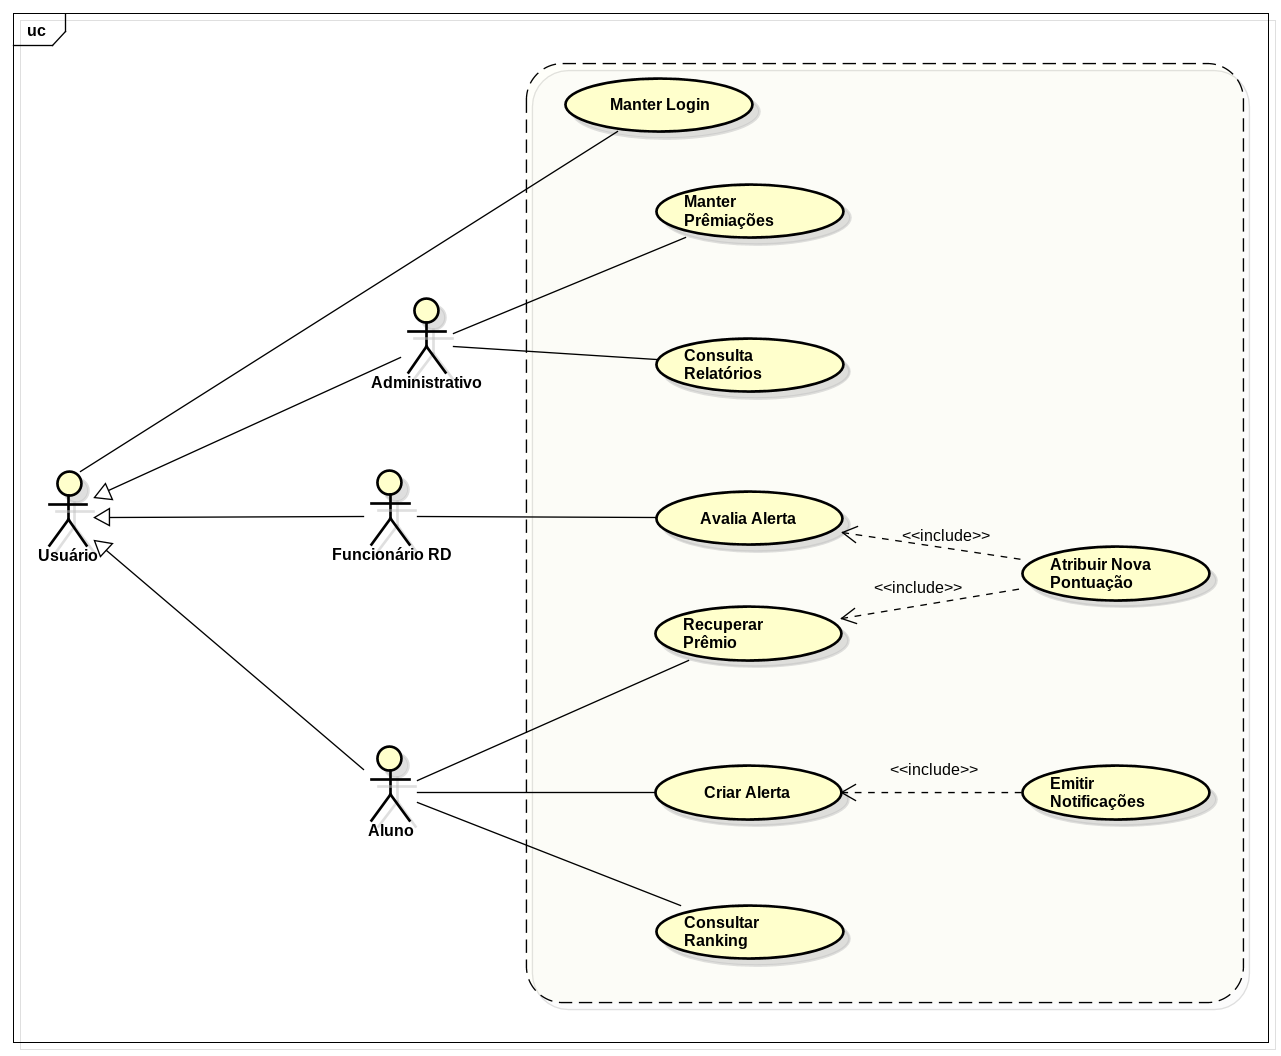 uc
Manter Login
Manter
Prêmiações
Administrativo
Consulta
Relatórios
Usuário
Funcionário RD
Avalia Alerta
<<include>>
Atribuir Nova
Pontuação
<<include>>
Recuperar
Prêmio
Aluno
Criar Alerta
<<include>>
Emitir
Notificações
Consultar
Ranking